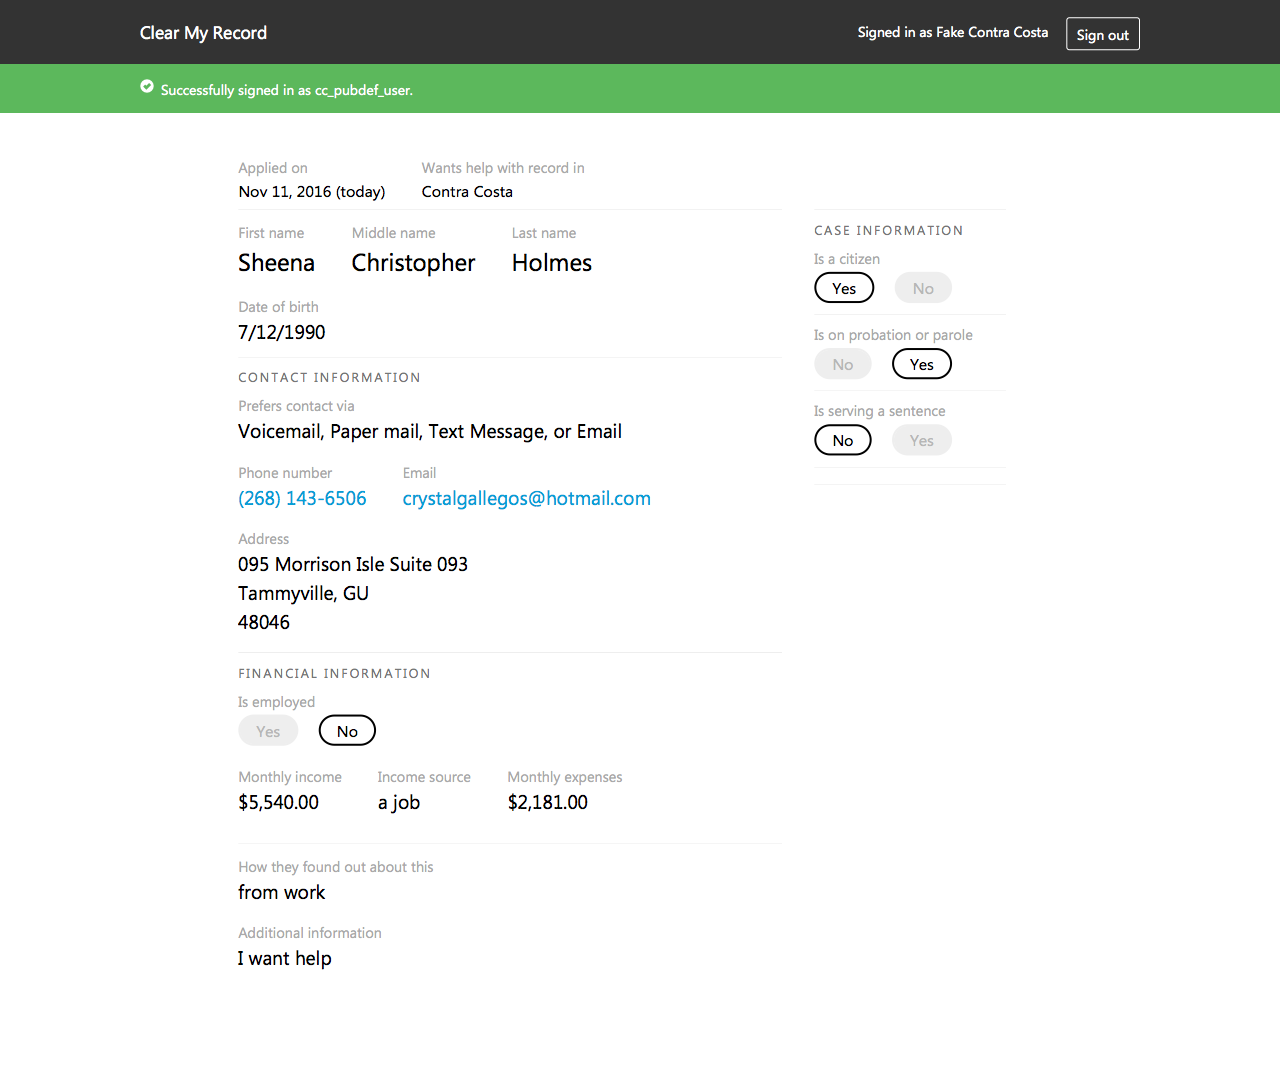 Clear My Record
Signed in as Fake Contra Costa
Sign out
Successfully signed in as cc_pubdef_user.
Applied on
Nov 11, 2016 (today)
Wants help with record in
Contra Costa
First name
Sheena
Middle name
Christopher
Last name
Holmes
Date of birth
7/12/1990
CONTACT INFORMATION
Prefers contact via
Voicemail, Paper mail, Text Message, or Email
Phone number
(268) 143-6506
Email
crystalgallegos@hotmail.com
Address
095 Morrison Isle Suite 093
Tammyville, GU
48046
FINANCIAL INFORMATION
Is employed
Yes No
Monthly income
$5,540.00
Income source
a job
Monthly expenses
$2,181.00
How they found out about this
from work
Additional information
I want help
CASE INFORMATION
Is a citizen
Yes No
Is on probation or parole
No Yes
Is serving a sentence
No Yes